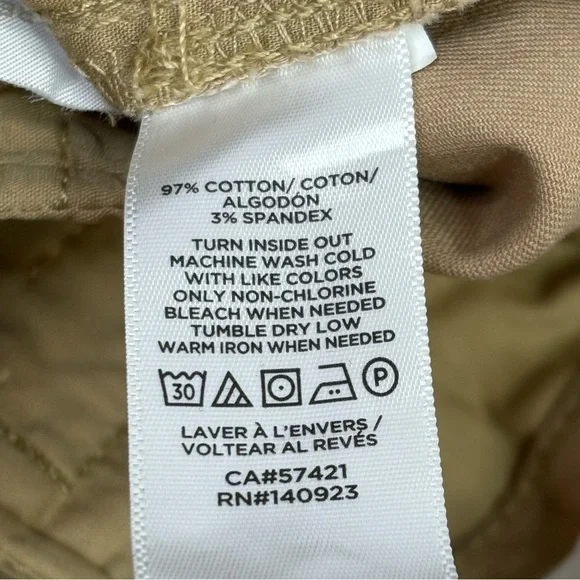 97% COTTON/ COTON/
ALGODÓN
3% SPANDEX
TURN INSIDE OUT
MACHINE WASH COLD
WITH LIKE COLORS
ONLY NON-CHLORINE
BLEACH WHEN NEEDED
TUMBLE DRY LOW
WARM IRON WHEN NEEDED
30 P
LAVER À L'ENVERS /
VOLTEAR AL REVÉS
CA#57421
RN#140923